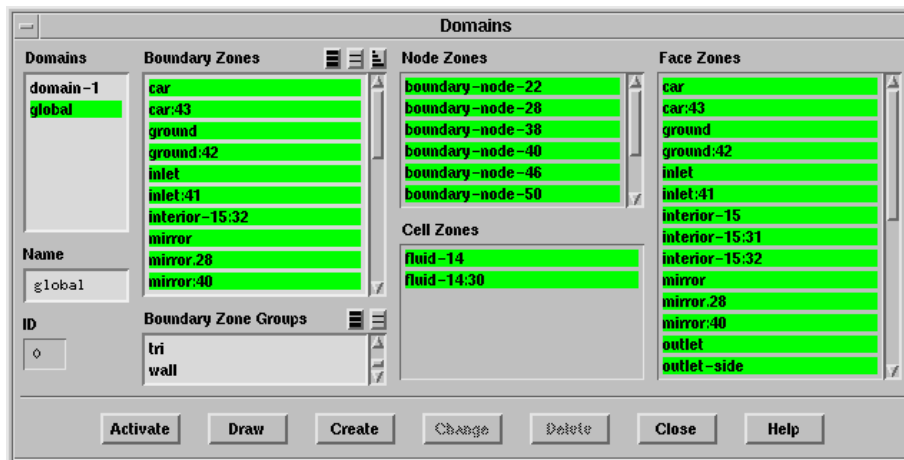 Domains
Domains
domain-1
global
Name
global
ID
0
Boundary Zones
car
car:43
ground
ground:42
inlet
inlet:41
interior-15:32
mirror
mirror.28
mirror:40
Boundary Zone Groups
tri
wall
Node Zones
boundary-node-22
boundary-node-28
boundary-node-38
boundary-node-40
boundary-node-46
boundary-node-50
Cell Zones
fluid-14
fluid-14:30
Face Zones
car
car:43
ground
ground:42
inlet
inlet:41
interior-15
interior-15:31
interior-15:32
mirror
mirror.28
mirror:40
outlet
outlet-side
Activate Draw Create Change Delete Close Help